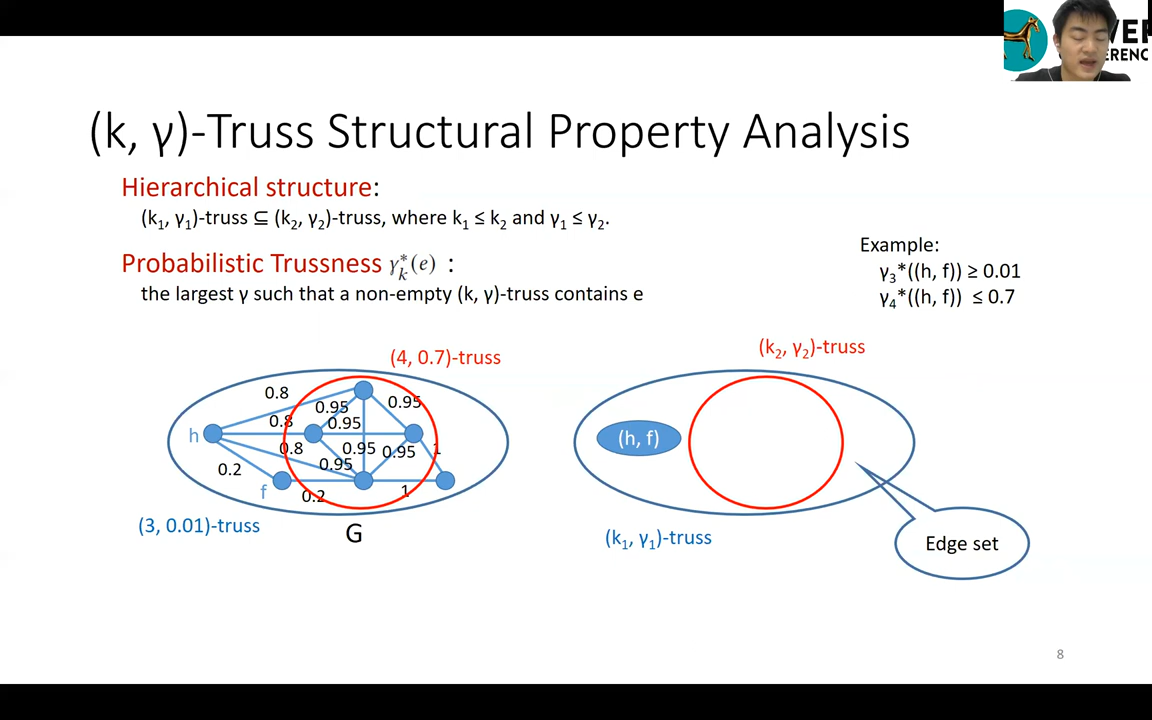 (k, γ)-Truss Structural Property Analysis
Hierarchical structure:
(k₁, γ₁)-truss ⊆ (k₂, γ₂)-truss, where k₁ ≤ k₂ and γ₁ ≤ γ₂.
Probabilistic Trussness γₖ*(e) :
the largest γ such that a non-empty (k, γ)-truss contains e
Example:
γ₃*((h, f)) ≥ 0.01
γ₄*((h, f)) ≤ 0.7
(4, 0.7)-truss
0.8
0.95
0.95
0.8
0.95
h
0.8
0.95
0.95
1
0.2
0.95
f
0.2
1
(3, 0.01)-truss
G
(k₂, γ₂)-truss
(h, f)
(k₁, γ₁)-truss
Edge set
8